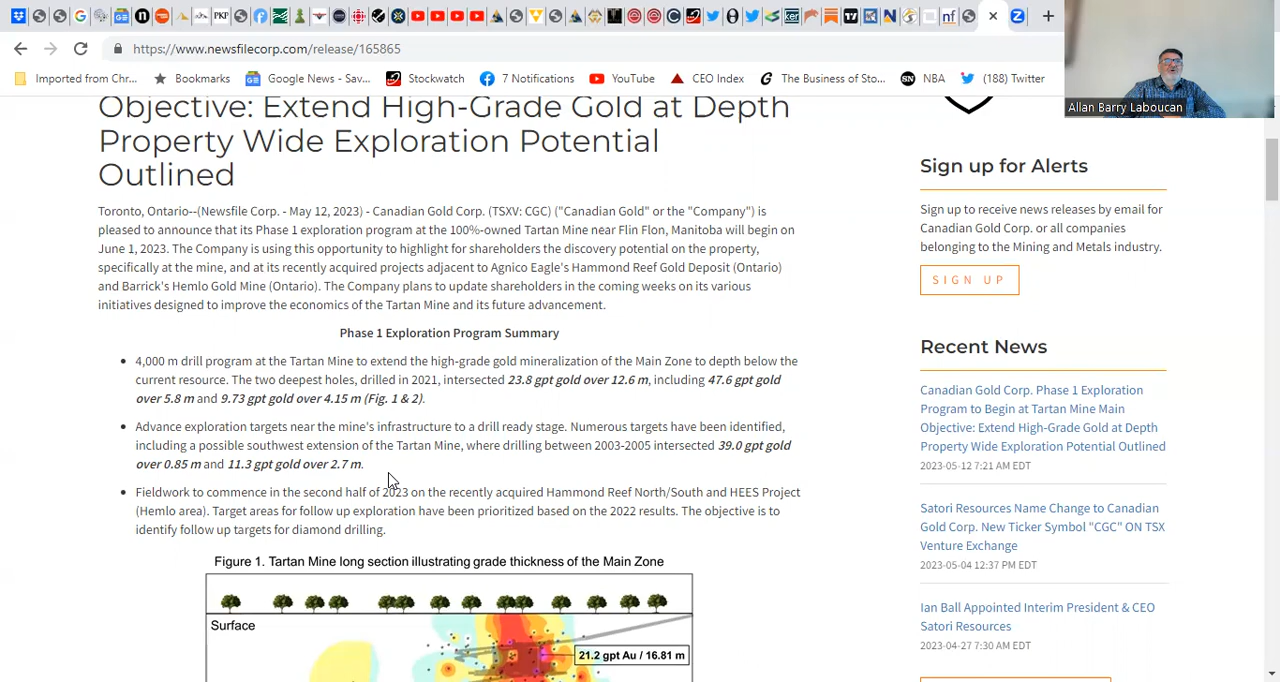 PKP
nf
https://www.newsfilecorp.com/release/165865
Imported from Chr...
Bookmarks
Google News - Sav...
Stockwatch
7 Notifications
YouTube
CEO Index
The Business of Sto...
NBA
(188) Twitter
Allan Barry Laboucan
Objective: Extend High-Grade Gold at Depth
Property Wide Exploration Potential
Outlined
Toronto, Ontario--(Newsfile Corp. - May 12, 2023) - Canadian Gold Corp. (TSXV: CGC) ("Canadian Gold" or the "Company") is
pleased to announce that its Phase 1 exploration program at the 100%-owned Tartan Mine near Flin Flon, Manitoba will begin on
June 1, 2023. The Company is using this opportunity to highlight for shareholders the discovery potential on the property,
specifically at the mine, and at its recently acquired projects adjacent to Agnico Eagle's Hammond Reef Gold Deposit (Ontario)
and Barrick's Hemlo Gold Mine (Ontario). The Company plans to update shareholders in the coming weeks on its various
initiatives designed to improve the economics of the Tartan Mine and its future advancement.
Phase 1 Exploration Program Summary
• 4,000 m drill program at the Tartan Mine to extend the high-grade gold mineralization of the Main Zone to depth below the
current resource. The two deepest holes, drilled in 2021, intersected 23.8 gpt gold over 12.6 m, including 47.6 gpt gold
over 5.8 m and 9.73 gpt gold over 4.15 m (Fig. 1 & 2).
• Advance exploration targets near the mine's infrastructure to a drill ready stage. Numerous targets have been identified,
including a possible southwest extension of the Tartan Mine, where drilling between 2003-2005 intersected 39.0 gpt gold
over 0.85 m and 11.3 gpt gold over 2.7 m.
• Fieldwork to commence in the second half of 2023 on the recently acquired Hammond Reef North/South and HEES Project
(Hemlo area). Target areas for follow up exploration have been prioritized based on the 2022 results. The objective is to
identify follow up targets for diamond drilling.
Figure 1. Tartan Mine long section illustrating grade thickness of the Main Zone
Surface
21.2 gpt Au / 16.81 m
Sign up for Alerts
Sign up to receive news releases by email for
Canadian Gold Corp. or all companies
belonging to the Mining and Metals industry.
SIGN UP
Recent News
Canadian Gold Corp. Phase 1 Exploration
Program to Begin at Tartan Mine Main
Objective: Extend High-Grade Gold at Depth
Property Wide Exploration Potential Outlined
2023-05-12 7:21 AM EDT
Satori Resources Name Change to Canadian
Gold Corp. New Ticker Symbol "CGC" ON TSX
Venture Exchange
2023-05-04 12:37 PM EDT
Ian Ball Appointed Interim President & CEO
Satori Resources
2023-04-27 7:30 AM EDT